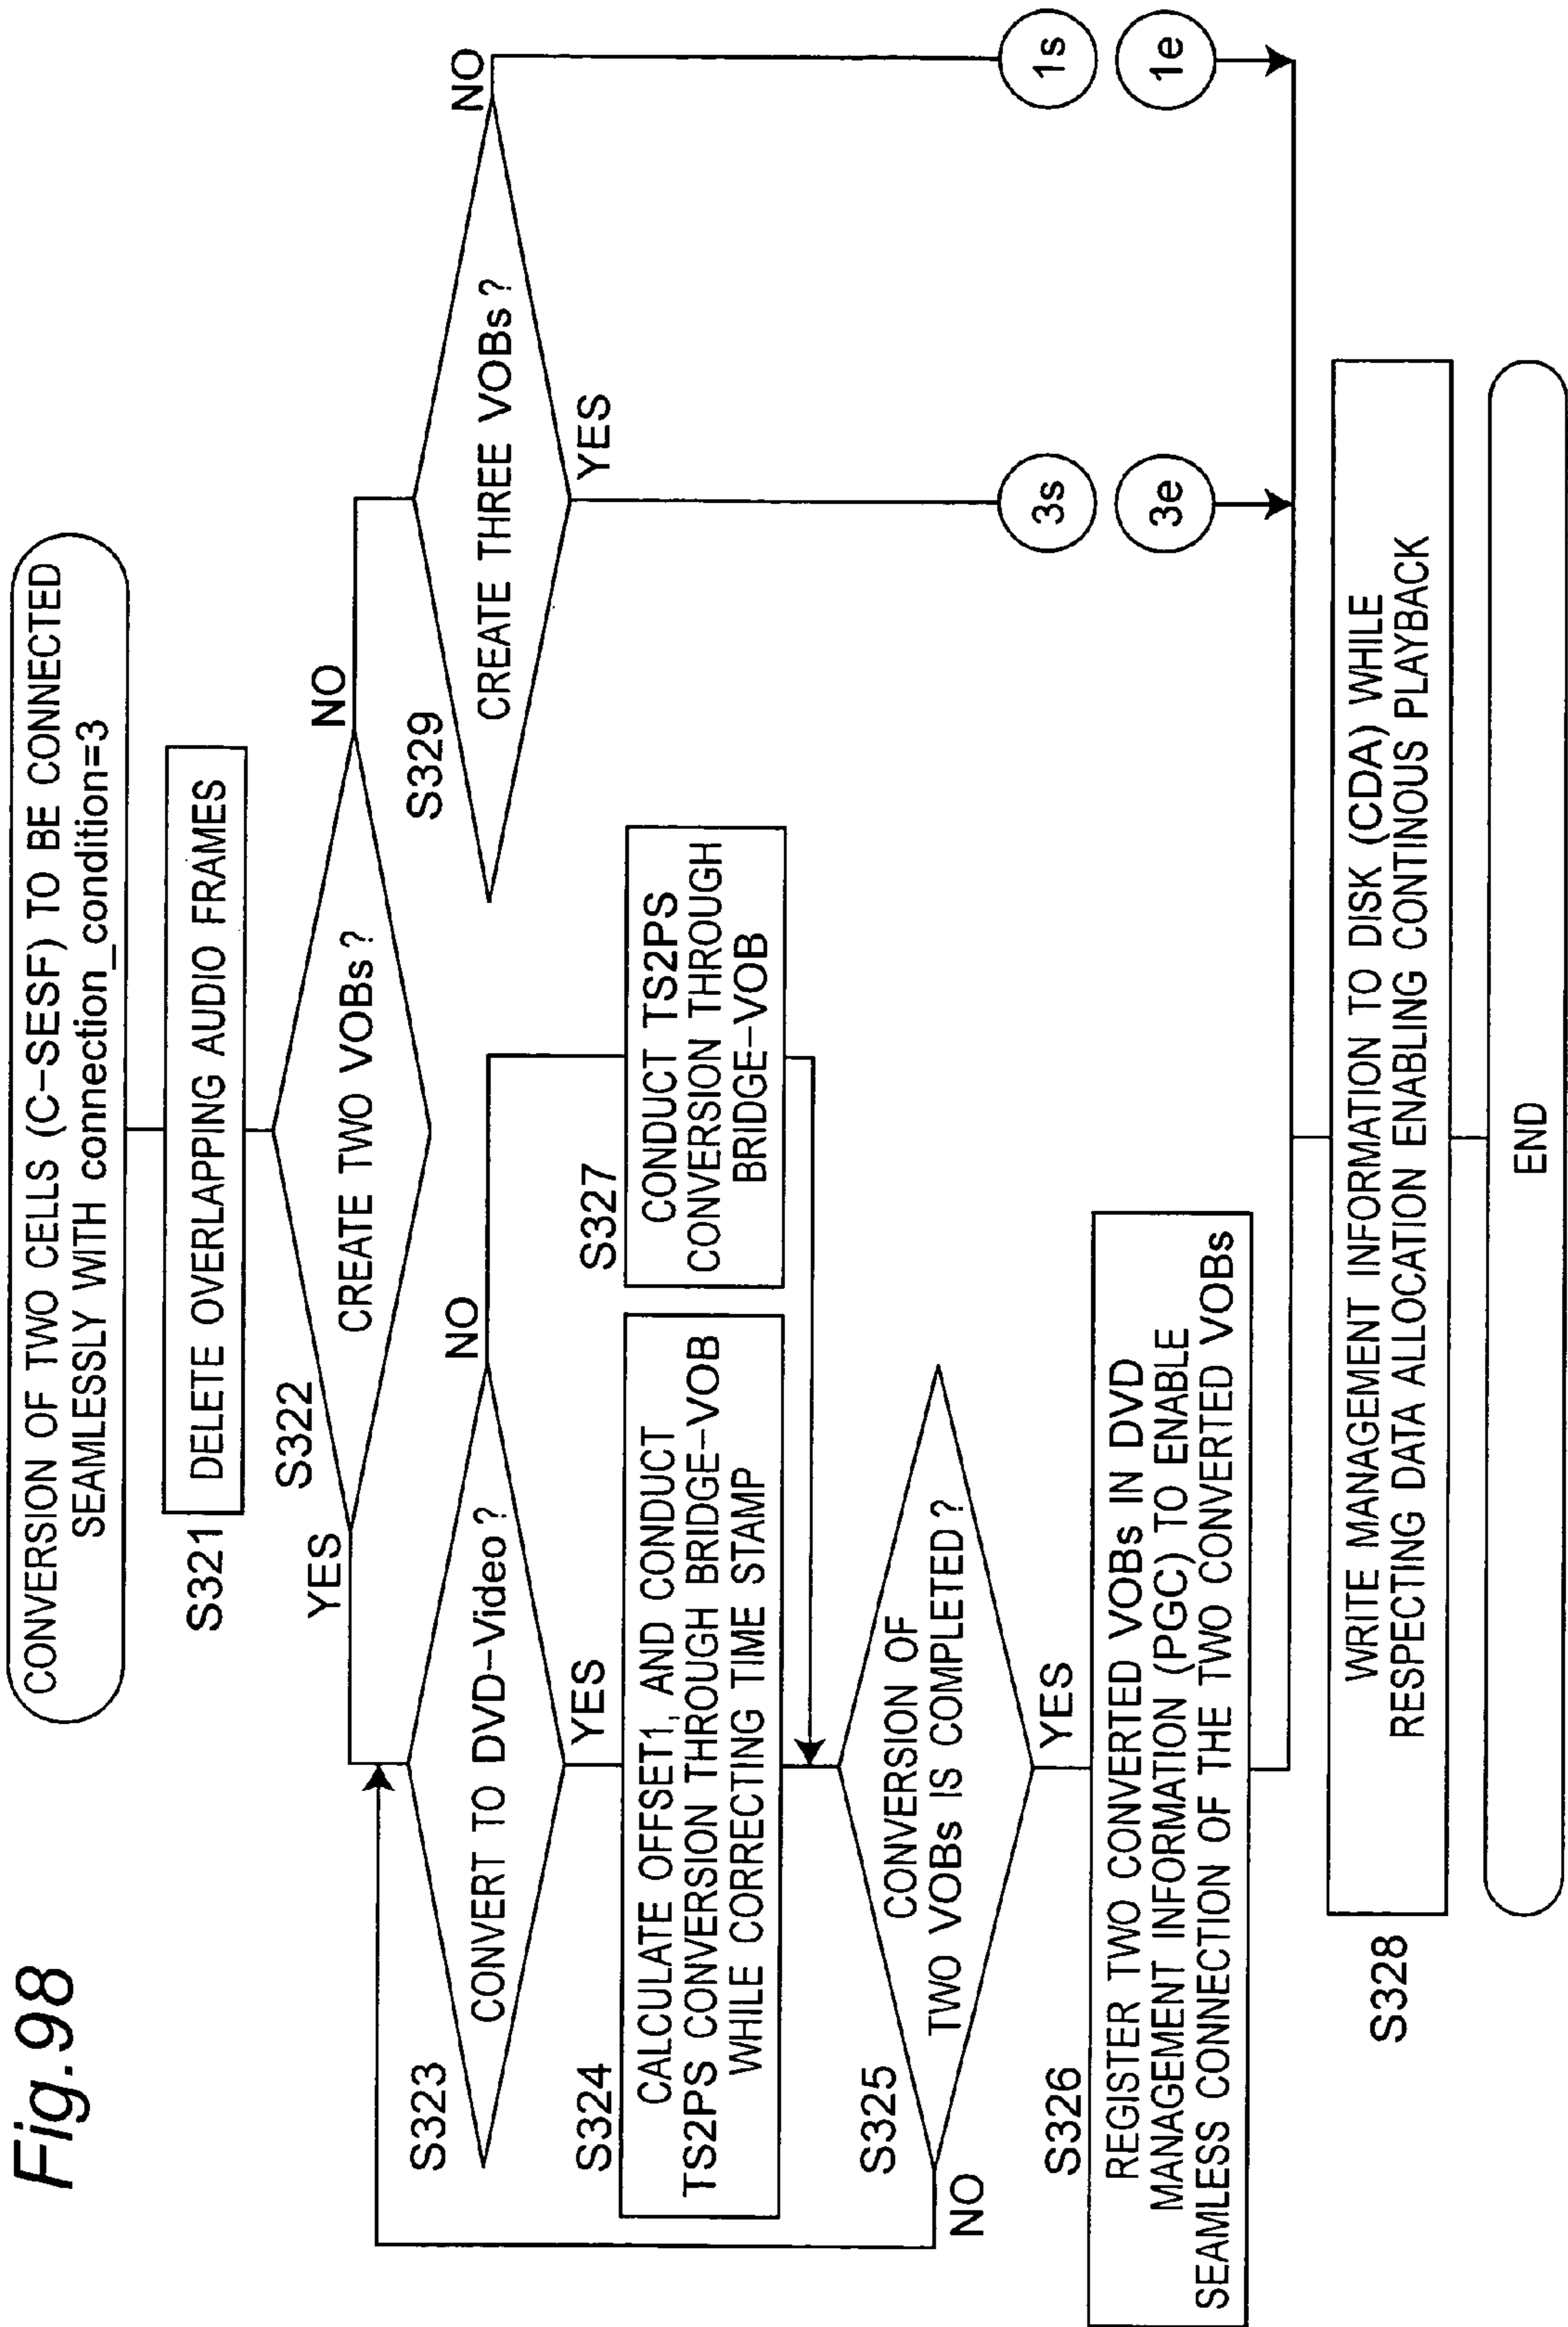 Fig.98
CONVERSION OF TWO CELLS (C-SESF) TO BE CONNECTED
SEAMLESSLY WITH connection_condition=3
S321
DELETE OVERLAPPING AUDIO FRAMES
S322
CREATE TWO VOBs?
YES
NO
S323
CONVERT TO DVD-Video?
NO
YES
S324
CALCULATE OFFSET1, AND CONDUCT
TS2PS CONVERSION THROUGH BRIDGE-VOB
WHILE CORRECTING TIME STAMP
S327
CONDUCT TS2PS
CONVERSION THROUGH
BRIDGE-VOB
S325
CONVERSION OF
TWO VOBs IS COMPLETED?
NO
YES
S326
REGISTER TWO CONVERTED VOBs IN DVD
MANAGEMENT INFORMATION (PGC) TO ENABLE
SEAMLESS CONNECTION OF THE TWO CONVERTED VOBs
S329
CREATE THREE VOBs?
NO
YES
3s
1s
3e
1e
S328
WRITE MANAGEMENT INFORMATION TO DISK (CDA) WHILE
RESPECTING DATA ALLOCATION ENABLING CONTINOUS PLAYBACK
END